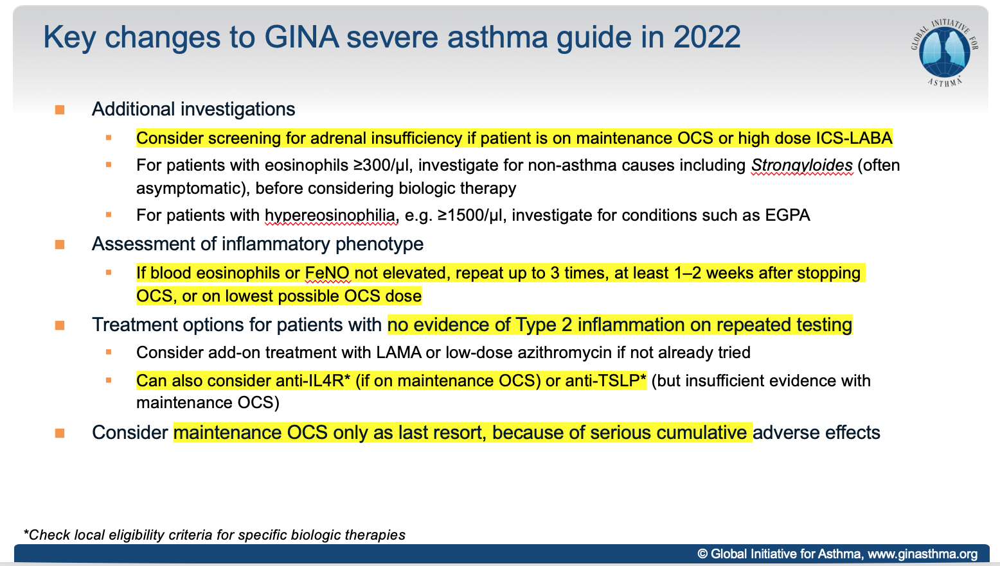 Key changes to GINA severe asthma guide in 2022
GLOBAL INITIATIVE FOR
ASTHMA
■ Additional investigations
▪ Consider screening for adrenal insufficiency if patient is on maintenance OCS or high dose ICS-LABA
▪ For patients with eosinophils ≥300/µl, investigate for non-asthma causes including Strongyloides (often
asymptomatic), before considering biologic therapy
▪ For patients with hypereosinophilia, e.g. ≥1500/µl, investigate for conditions such as EGPA
■ Assessment of inflammatory phenotype
▪ If blood eosinophils or FeNO not elevated, repeat up to 3 times, at least 1–2 weeks after stopping
OCS, or on lowest possible OCS dose
■ Treatment options for patients with no evidence of Type 2 inflammation on repeated testing
▪ Consider add-on treatment with LAMA or low-dose azithromycin if not already tried
▪ Can also consider anti-IL4R* (if on maintenance OCS) or anti-TSLP* (but insufficient evidence with
maintenance OCS)
■ Consider maintenance OCS only as last resort, because of serious cumulative adverse effects
*Check local eligibility criteria for specific biologic therapies
© Global Initiative for Asthma, www.ginasthma.org